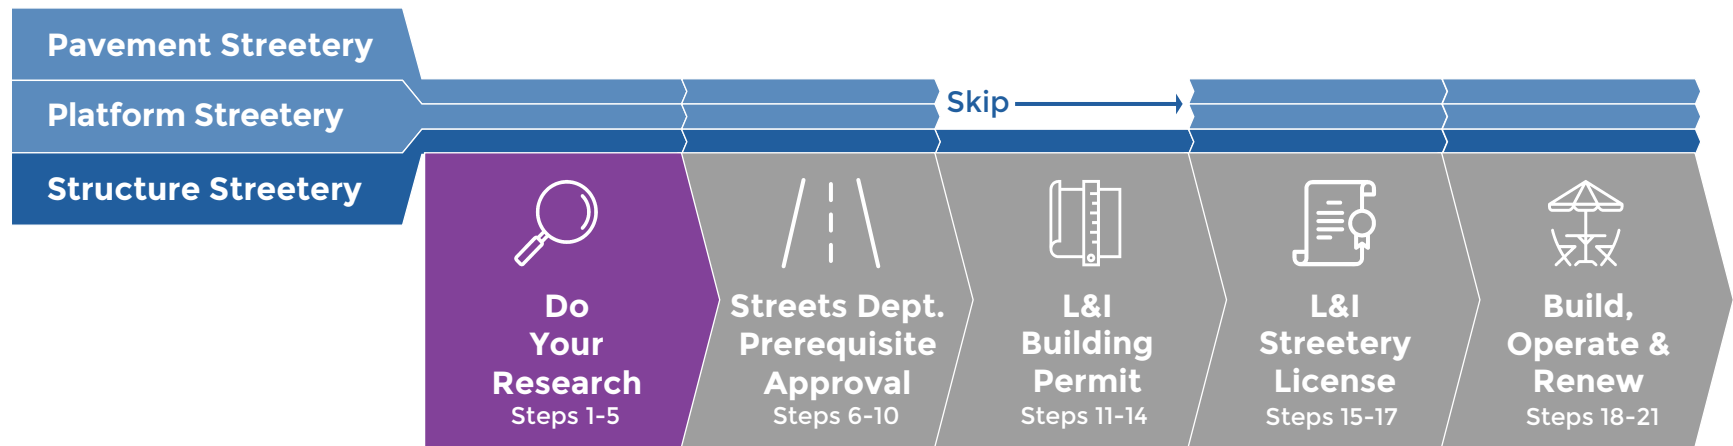 Pavement Streetery
Platform Streetery
Structure Streetery
Skip
Do
Your
Research
Steps 1-5
Streets Dept.
Prerequisite
Approval
Steps 6-10
L&I
Building
Permit
Steps 11-14
L&I
Streetery
License
Steps 15-17
Build,
Operate &
Renew
Steps 18-21